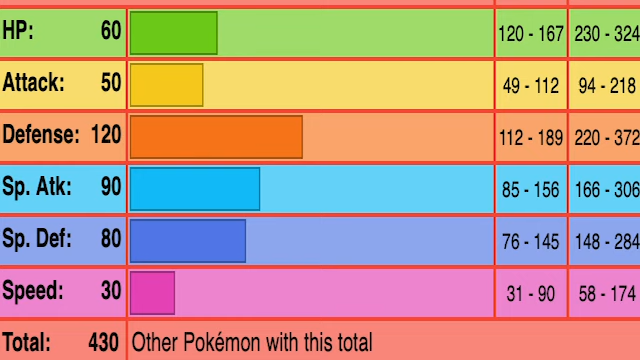 HP: 60 120 - 167 230 - 324
Attack: 50 49 - 112 94 - 218
Defense: 120 112 - 189 220 - 372
Sp. Atk: 90 85 - 156 166 - 306
Sp. Def: 80 76 - 145 148 - 284
Speed: 30 31 - 90 58 - 174
Total: 430 Other Pokémon with this total